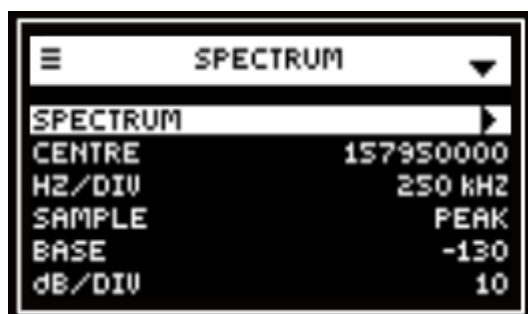 SPECTRUM
SPECTRUM
CENTRE 157950000
HZ/DIV 250 kHZ
SAMPLE PEAK
BASE -130
dB/DIV 10